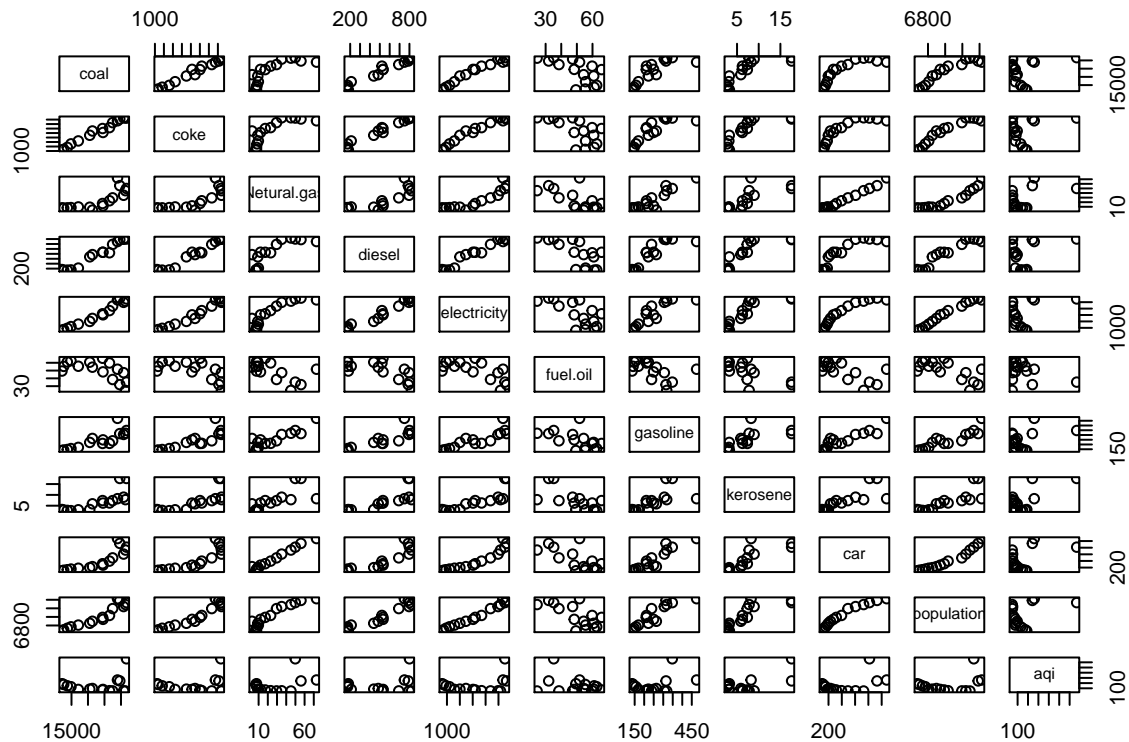 1000 200 800 30 60 5 15 6800
coal 15000
1000 coke
Netural.ga 10
200 diesel
electricity 1000
30 fuel.oil
gasoline 150
5 kerosene
car 200
6800 population
aqi 100
15000 10 60 1000 150 450 200 100